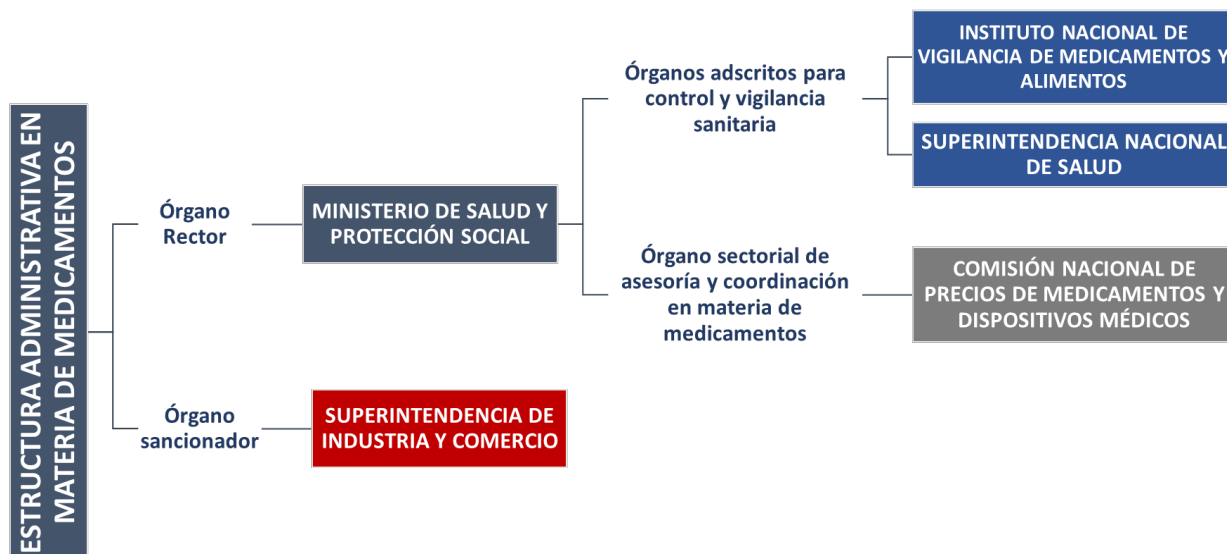 ESTRUCTURA ADMINISTRATIVA EN
MATERIA DE MEDICAMENTOS
Órgano
Rector
MINISTERIO DE SALUD Y
PROTECCIÓN SOCIAL
Órganos adscritos para
control y vigilancia
sanitaria
INSTITUTO NACIONAL DE
VIGILANCIA DE MEDICAMENTOS Y
ALIMENTOS
SUPERINTENDENCIA NACIONAL
DE SALUD
Órgano sectorial de
asesoría y coordinación
en materia de
medicamentos
COMISIÓN NACIONAL DE
PRECIOS DE MEDICAMENTOS Y
DISPOSITIVOS MÉDICOS
Órgano
sancionador
SUPERINTENDENCIA DE
INDUSTRIA Y COMERCIO